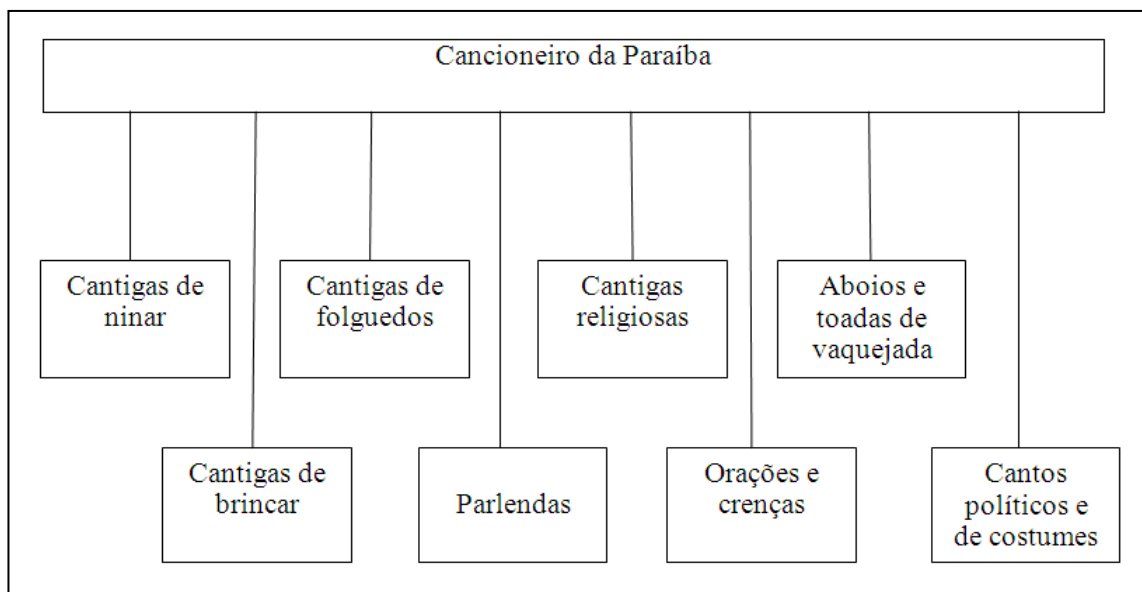 Cancioneiro da Paraíba
Cantigas de
ninar
Cantigas de
folguedos
Cantigas
religiosas
Aboios e
toadas de
vaquejada
Cantigas de
brincar
Parlendas
Orações e
crenças
Cantos
políticos e
de costumes